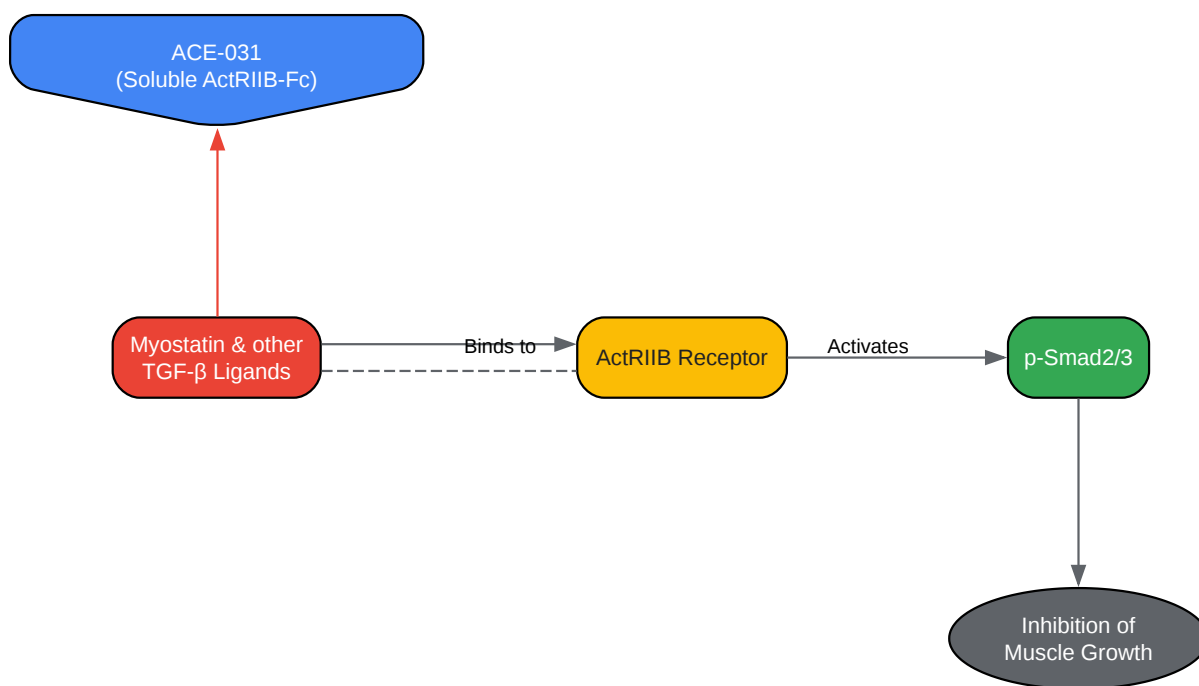 ACE-031
(Soluble ActRIIB-Fc)
Myostatin & other
TGF-β Ligands
Binds to
ActRIIB Receptor
Activates
p-Smad2/3
Inhibition of
Muscle Growth